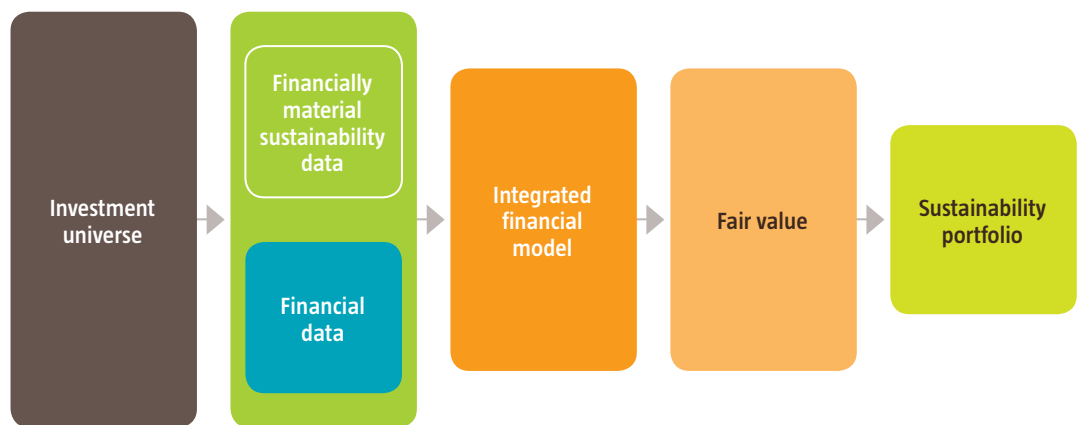 Investment
universe
Financially
material
sustainability
data
Financial
data
Integrated
financial
model
Fair value
Sustainability
portfolio